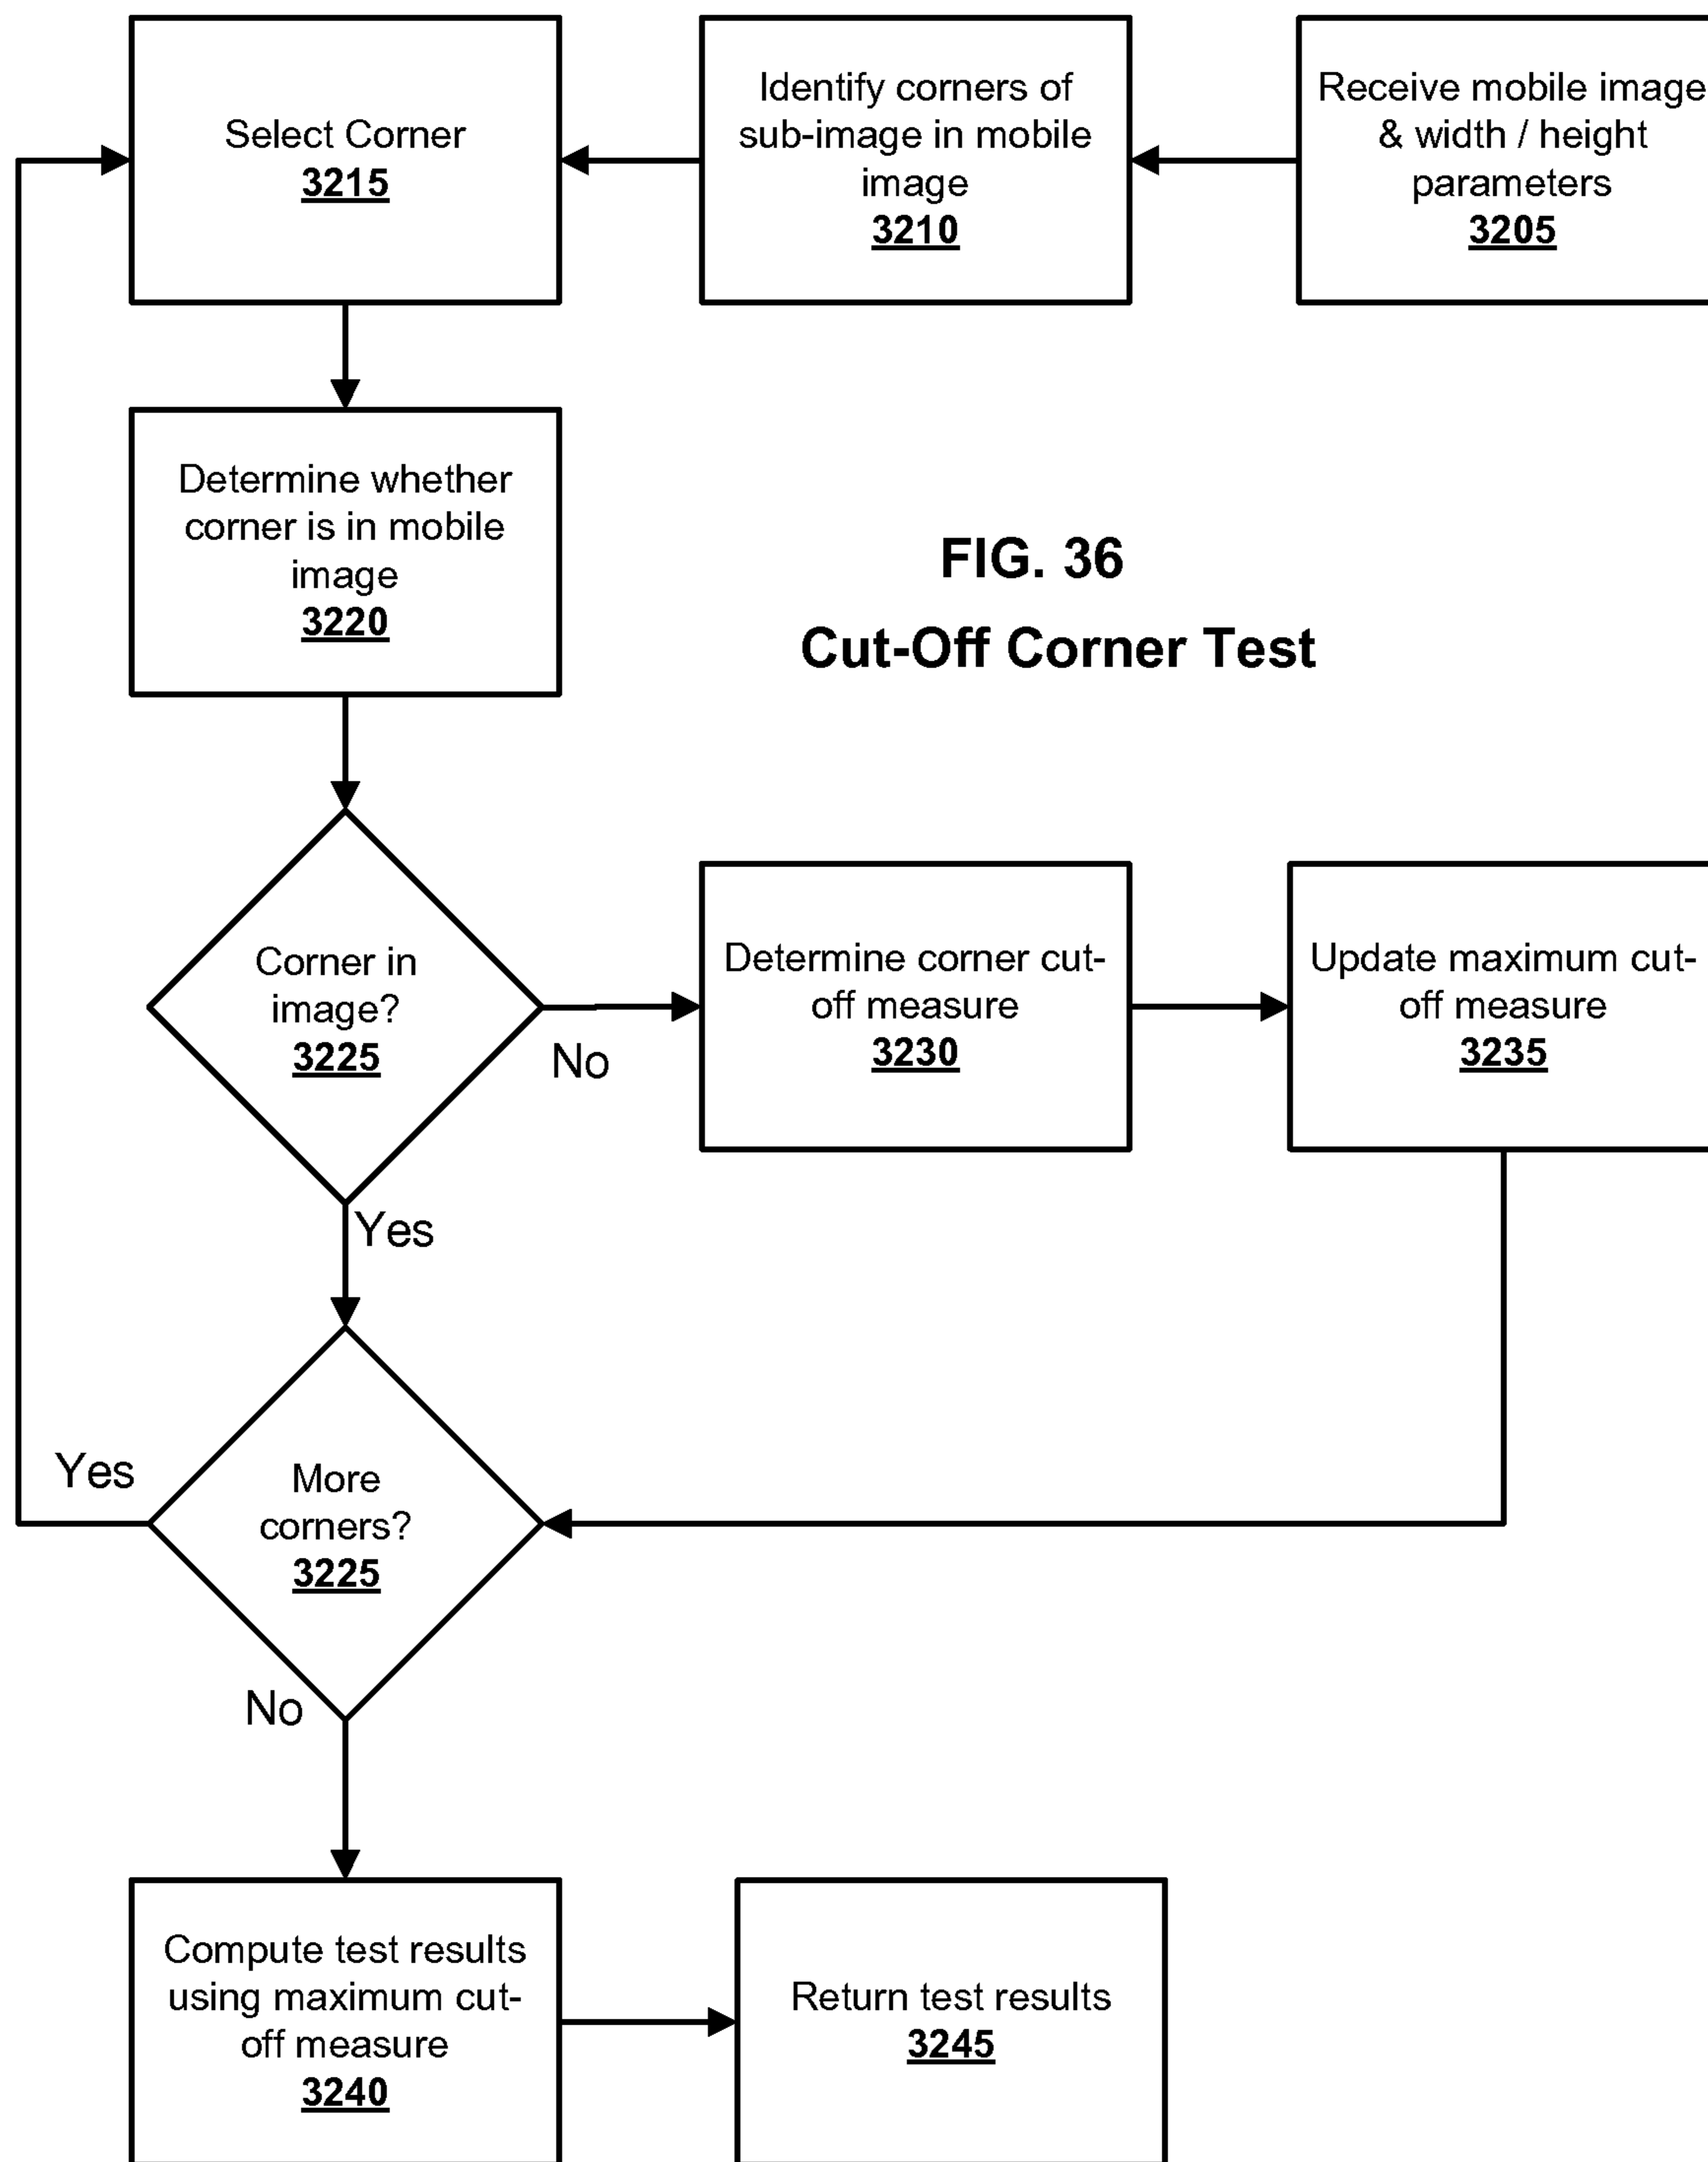 Select Corner
3215
Identify corners of
sub-image in mobile
image
3210
Receive mobile image
& width / height
parameters
3205
Determine whether
corner is in mobile
image
3220
FIG. 36
Cut-Off Corner Test
Corner in
image?
3225
No
Determine corner cut-
off measure
3230
Update maximum cut-
off measure
3235
Yes
Yes
More
corners?
3225
No
Compute test results
using maximum cut-
off measure
3240
Return test results
3245